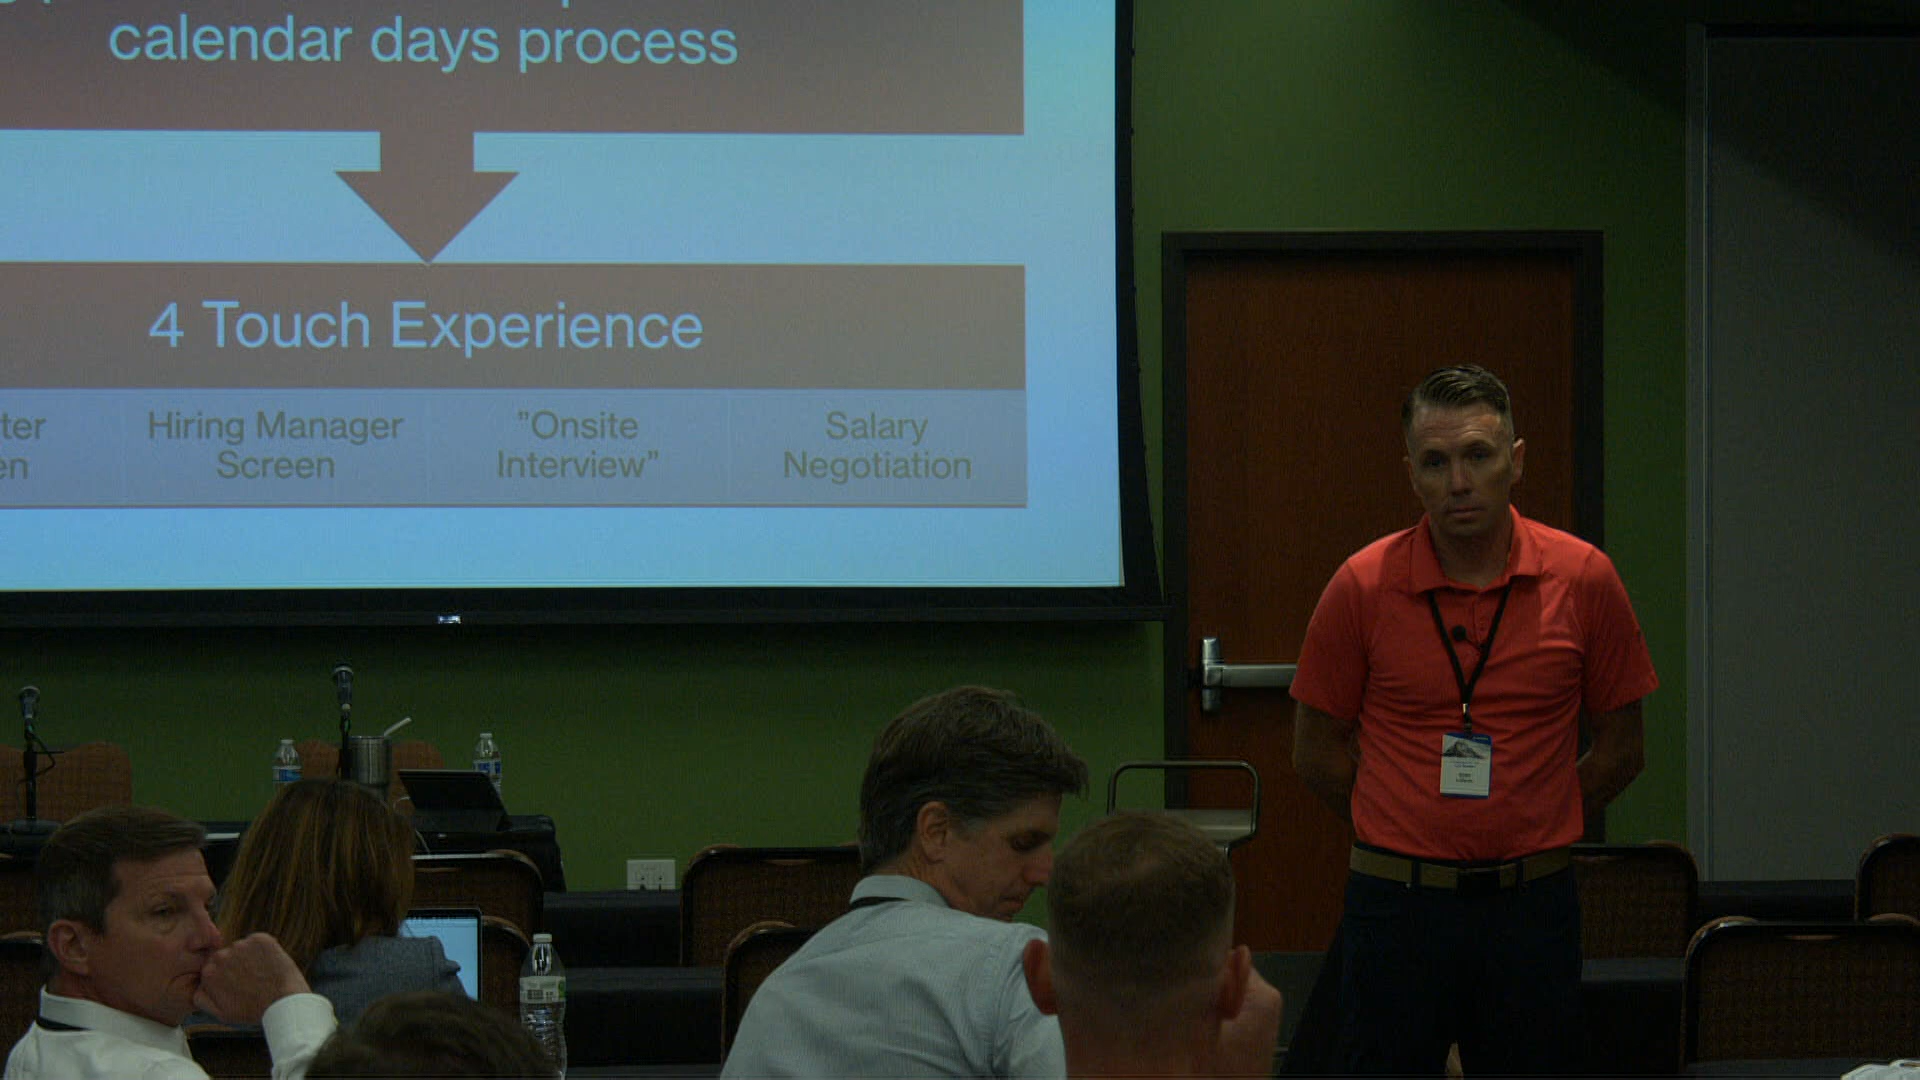 calendar days process
4 Touch Experience
ter
en
Hiring Manager
Screen
"Onsite
Interview"
Salary
Negotiation